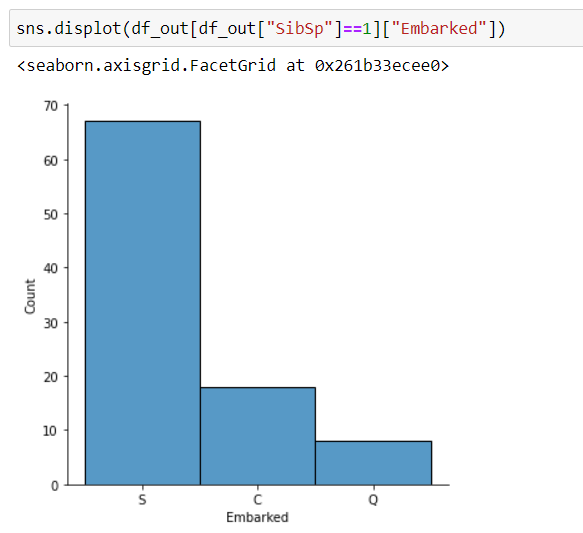 sns.displot(df_out[df_out["SibSp"]==1]["Embarked"])
<seaborn.axisgrid.FacetGrid at 0x261b33ecee0>
70
60
50
40
30
20
10
0
Count
S C Q
Embarked